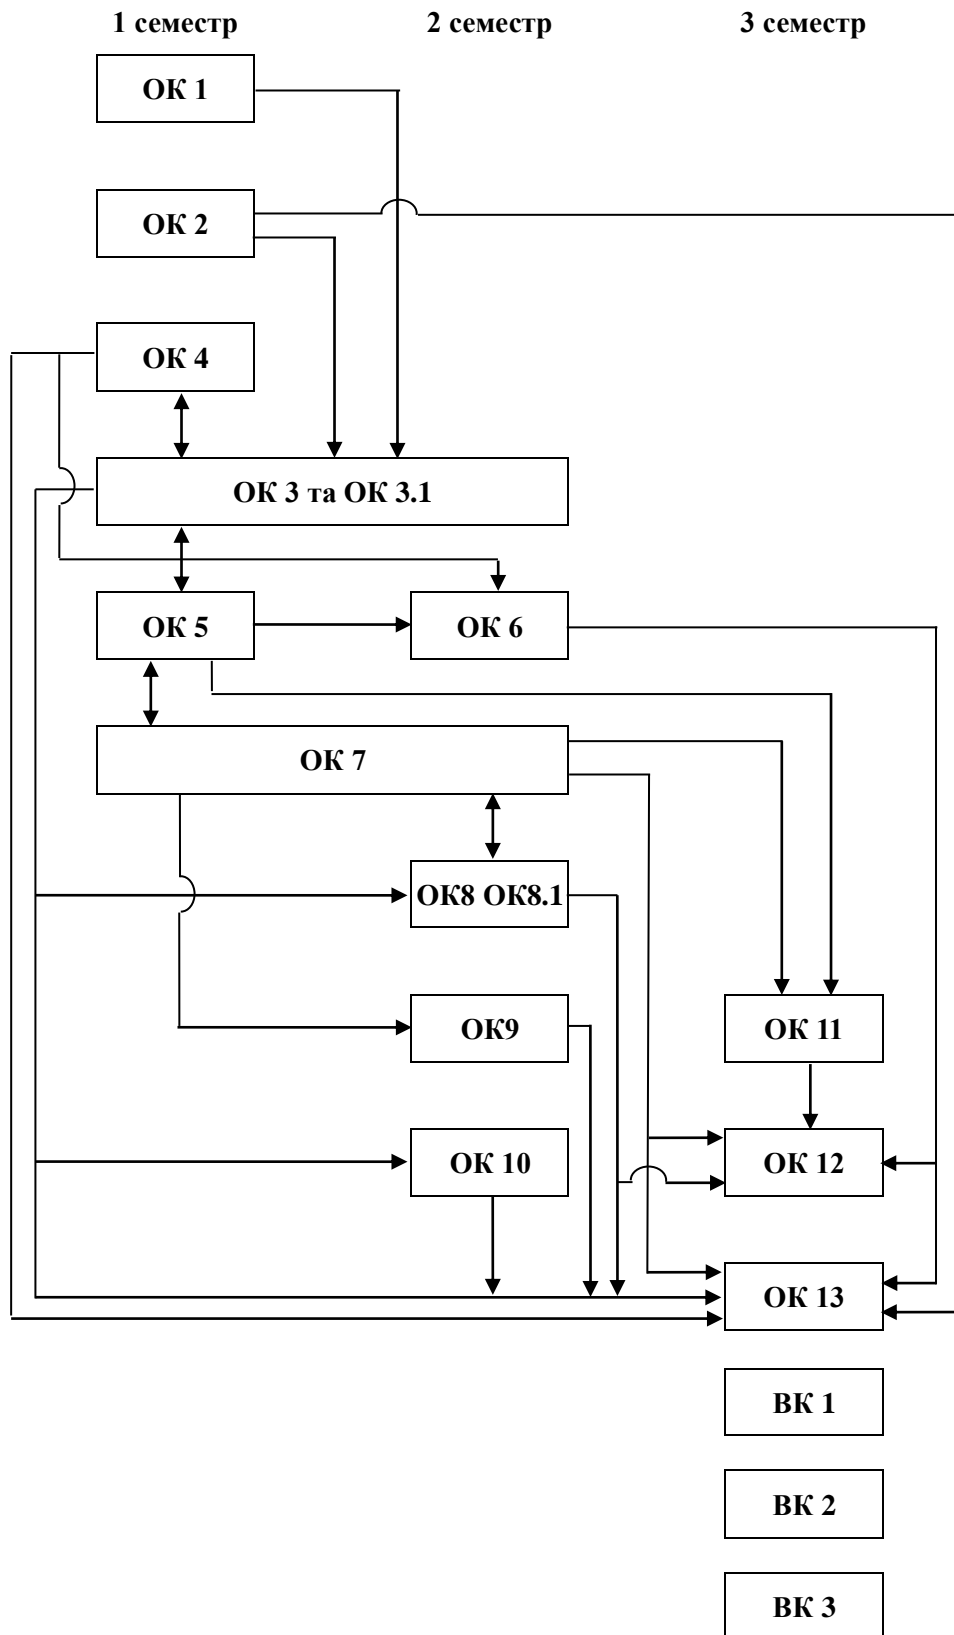 1 семестр 2 семестр 3 семестр
ОК 1
ОК 2
ОК 4
ОК 3 та ОК 3.1
ОК 5 ОК 6
ОК 7
ОК8 ОК8.1
ОК9 ОК 11
ОК 10 ОК 12
ОК 13
ВК 1
ВК 2
ВК 3